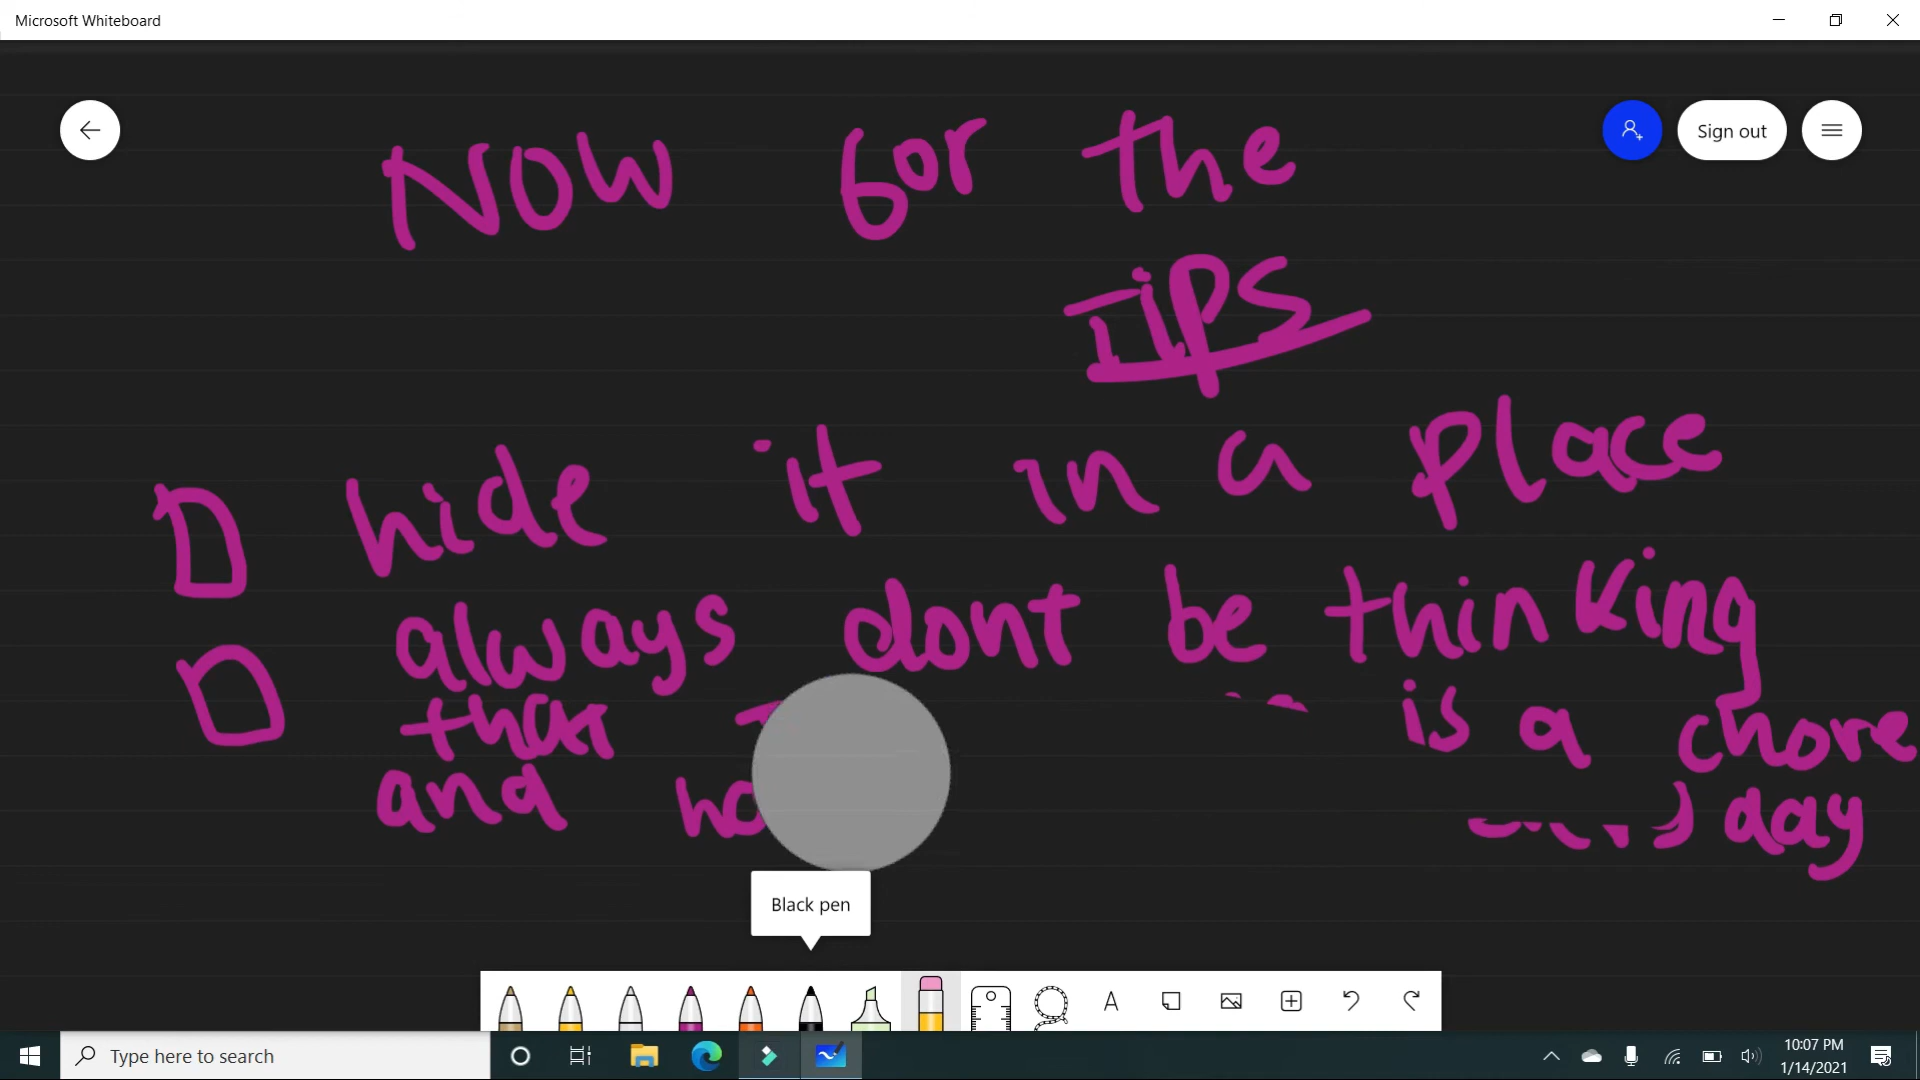 Microsoft Whiteboard
Sign out
Now for the
TiPS
hide it in a place
always dont be thinking
that is a chore
and day
Black pen
A
Type here to search
10:07 PM
1/14/2021